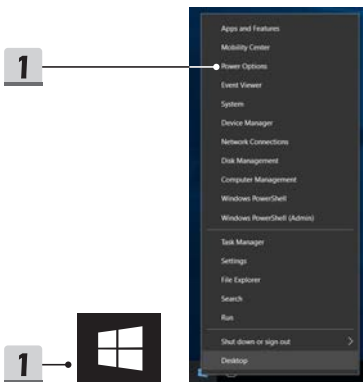 1
Apps and Features
Mobility Center
Power Options
Event Viewer
System
Device Manager
Network Connections
Disk Management
Computer Management
Windows PowerShell
Windows PowerShell (Admin)
Task Manager
Settings
File Explorer
Search
Run
Shut down or sign out
Desktop
1